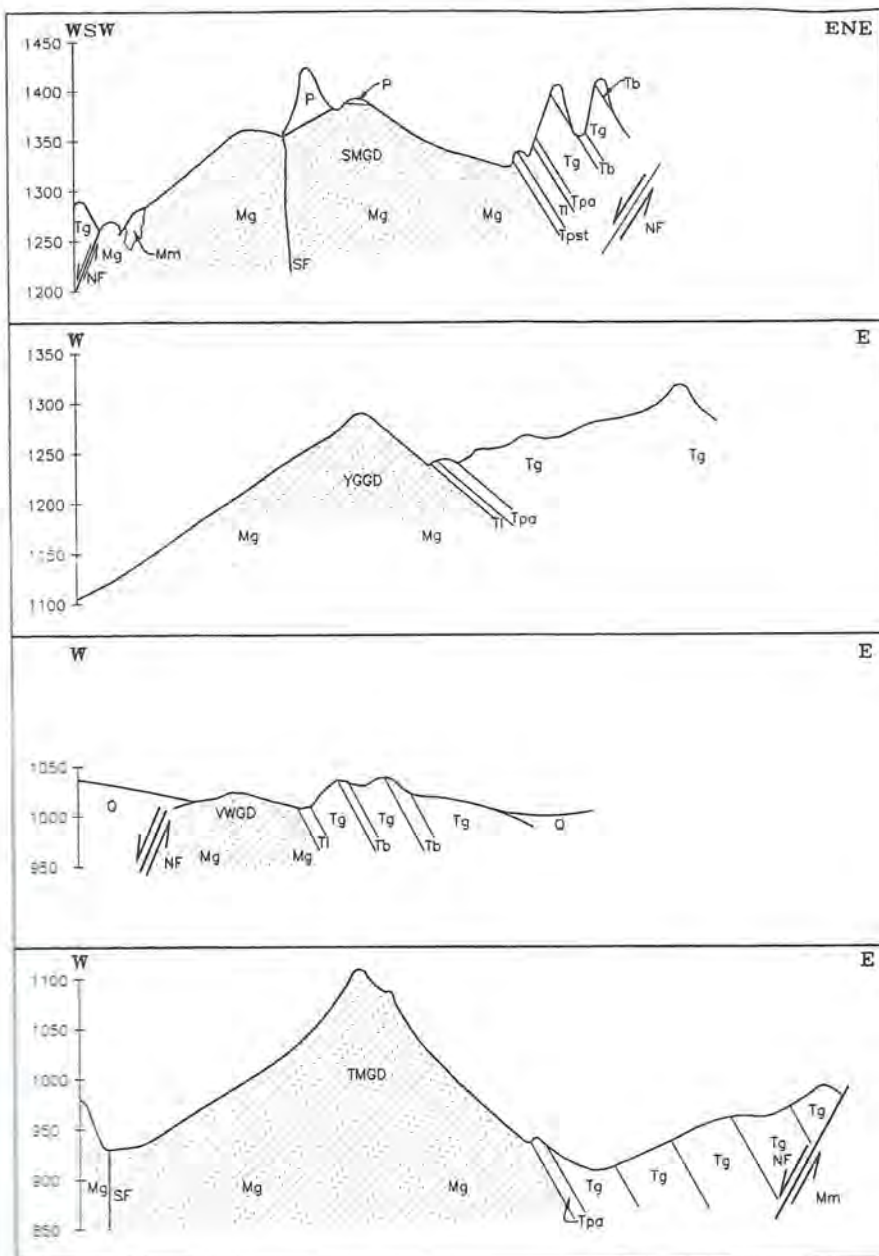 WSW ENE
1450
1400
1350
1300
1250
1200
P P Tb
SMGD Tg Tg Tb
Mg Mg Mg Tl Tpa
Tg Mg Mm SF Tpst NF
NF
W E
1350
1300
1250
1200
1150
1100
Tg Tg
YGGD Tl Tpa
Mg Mg
W E
1050
1000
950
Q VWGD Tg Tg Tg Q
NF Mg Mg Tl Tb Tb
W E
1100
1050
1000
950
900
850
TMGD
Tg
Tg
Mg SF Mg Mg Tg Tg Tg NF
Tpa Mm